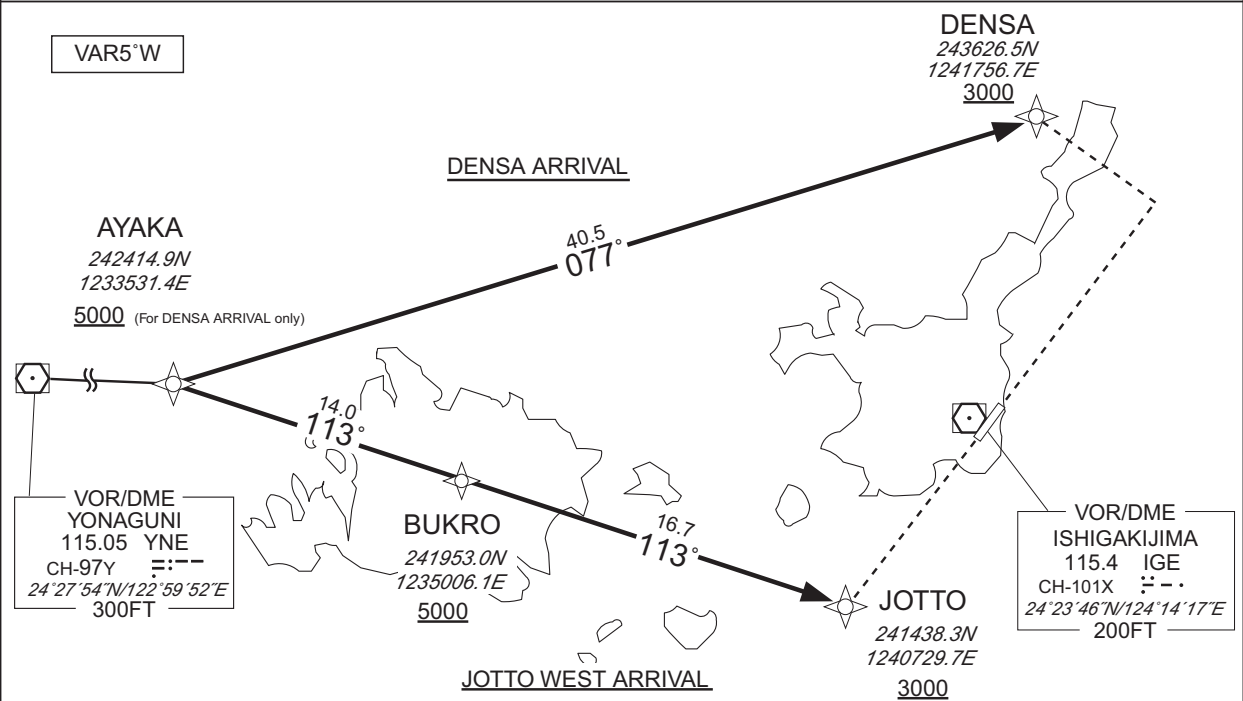 VAR5°W
DENSA
243626.5N
1241756.7E
3000
DENSA ARRIVAL
AYAKA
242414.9N
1233531.4E
5000 (For DENSA ARRIVAL only)
40.5
077°
14.0
113°
BUKRO
241953.0N
1235006.1E
5000
16.7
113°
JOTTO
241438.3N
1240729.7E
3000
VOR/DME
YONAGUNI
115.05 YNE
CH-97Y
24°27´54˝N/122°59´52˝E
300FT
VOR/DME
ISHIGAKIJIMA
115.4 IGE
CH-101X
24°23´46˝N/124°14´17˝E
200FT
JOTTO WEST ARRIVAL